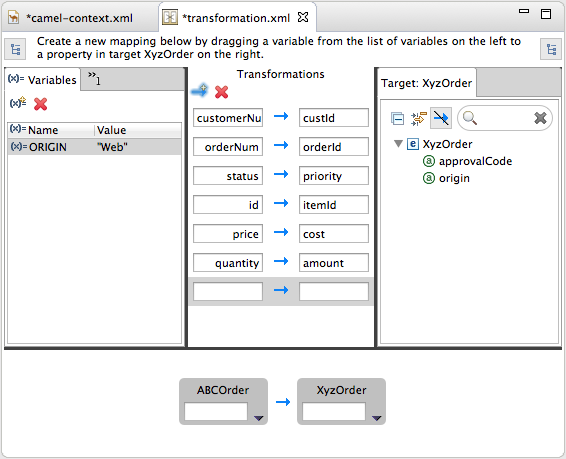 *camel-context.xml
*transformation.xml
Create a new mapping below by dragging a variable from the list of variables on the left to
a property in target XyzOrder on the right.
(x)= Variables
»1
Transformations
Target: XyzOrder
(x)= Name Value
(x)= ORIGIN "Web"
customerNu custId
orderNum orderId
status priority
id itemId
price cost
quantity amount
e XyzOrder
a approvalCode
a origin
ABCOrder
XyzOrder